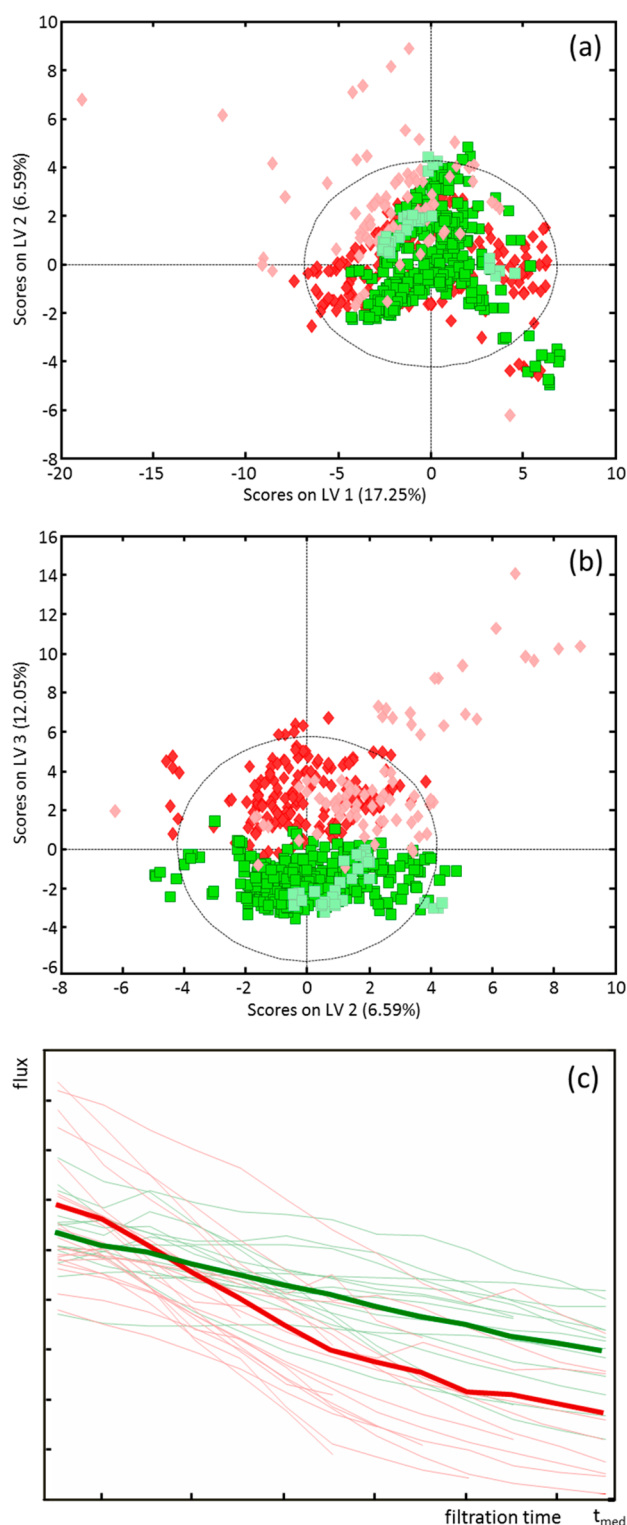 10
(a)
8
6
4
2
0
-2
-4
-6
-8
Scores on LV 2 (6.59%)
-20 -15 -10 -5 0 5 10
Scores on LV 1 (17.25%)
16
(b)
14
12
10
8
6
4
2
0
-2
-4
-6
Scores on LV 3 (12.05%)
-8 -6 -4 -2 0 2 4 6 8 10
Scores on LV 2 (6.59%)
flux
(c)
filtration time t_med